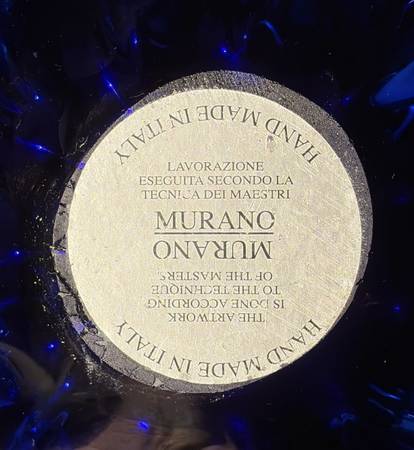 HAND MADE IN ITALY
LAVORAZIONE
ESEGUITA SECONDO LA
TECNICA DEI MAESTRI
MURANO
MURANO
THE ARTWORK
IS DONE ACCORDING
TO THE TECHNIQUE
OF THE MASTERS.
HAND MADE IN ITALY